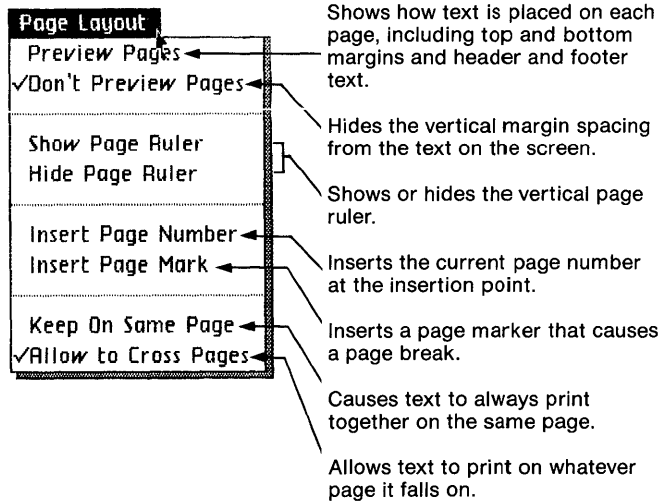 Page Layout
Preview Pages
✓Don't Preview Pages
Show Page Ruler
Hide Page Ruler
Insert Page Number
Insert Page Mark
Keep On Same Page
✓Allow to Cross Pages
Shows how text is placed on each
page, including top and bottom
margins and header and footer
text.
Hides the vertical margin spacing
from the text on the screen.
Shows or hides the vertical page
ruler.
Inserts the current page number
at the insertion point.
Inserts a page marker that causes
a page break.
Causes text to always print
together on the same page.
Allows text to print on whatever
page it falls on.